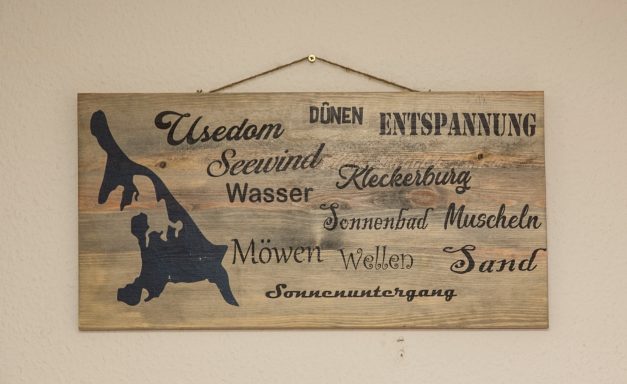 Usedom DÜNEN ENTSPANNUNG
Seewind
Wasser Kleckerburg
Sonnenbad Muscheln
Möwen Wellen Sand
Sonnenuntergang